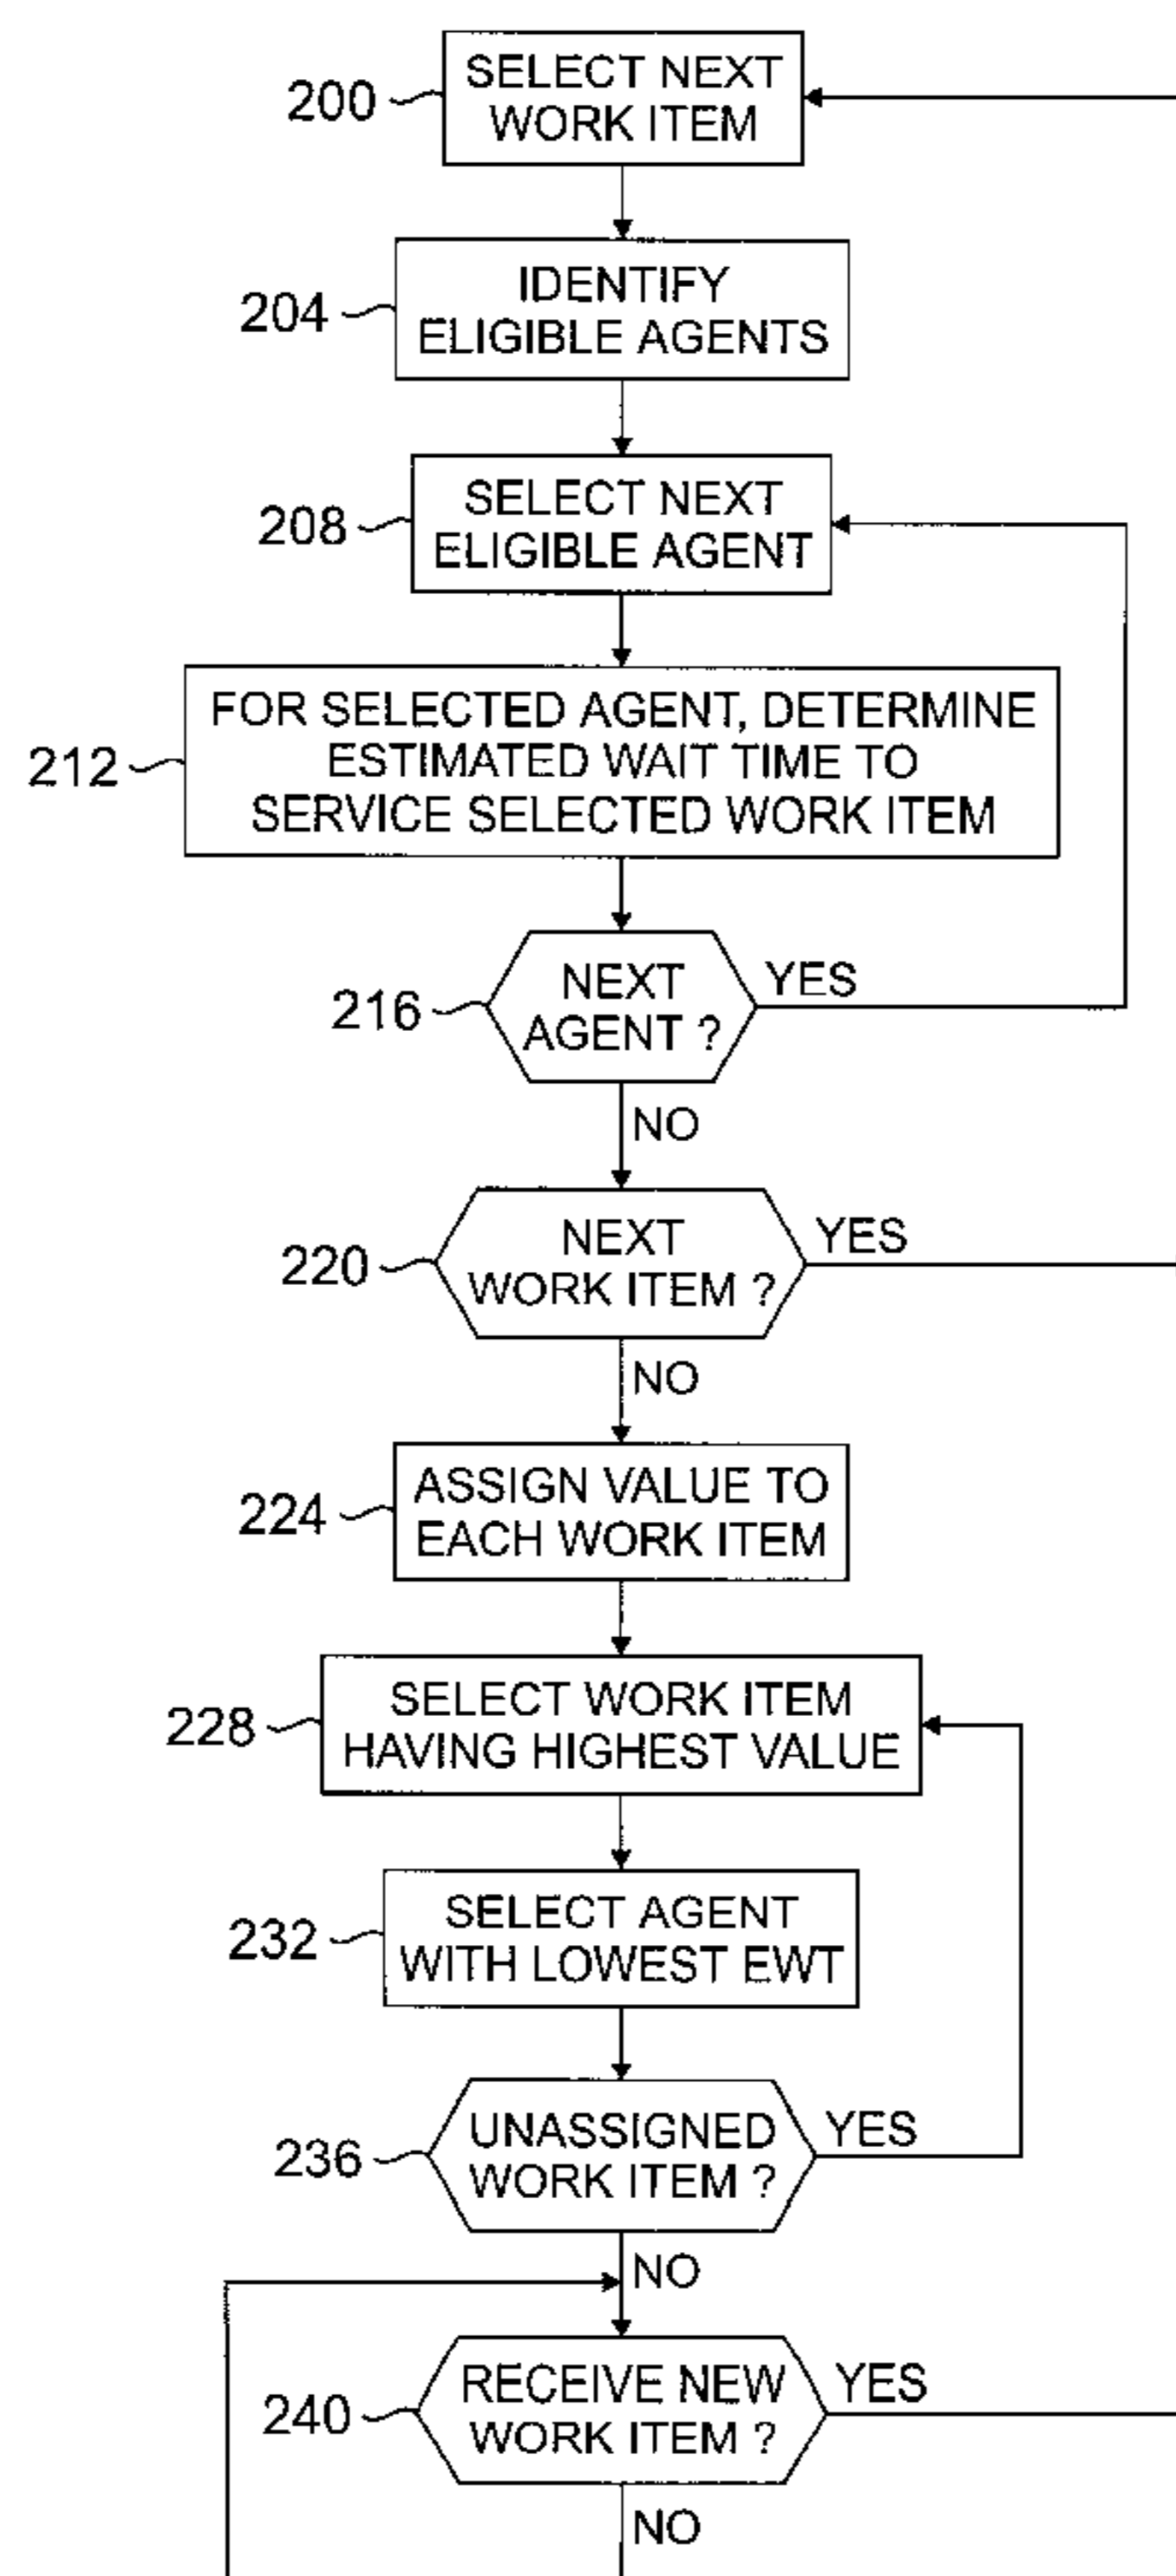 200
SELECT NEXT
WORK ITEM
204
IDENTIFY
ELIGIBLE AGENTS
208
SELECT NEXT
ELIGIBLE AGENT
212
FOR SELECTED AGENT, DETERMINE
ESTIMATED WAIT TIME TO
SERVICE SELECTED WORK ITEM
216
NEXT
AGENT ?
YES
NO
220
NEXT
WORK ITEM ?
YES
NO
224
ASSIGN VALUE TO
EACH WORK ITEM
228
SELECT WORK ITEM
HAVING HIGHEST VALUE
232
SELECT AGENT
WITH LOWEST EWT
236
UNASSIGNED
WORK ITEM ?
YES
NO
240
RECEIVE NEW
WORK ITEM ?
YES
NO